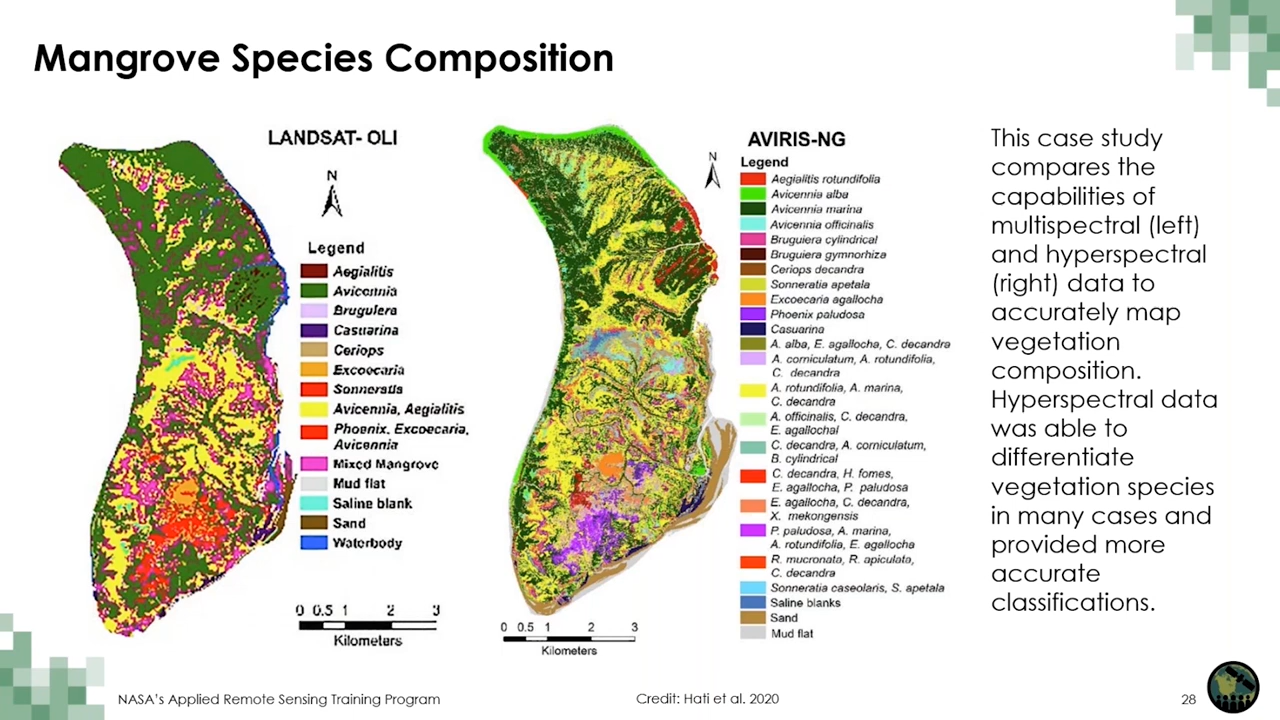 Mangrove Species Composition
LANDSAT- OLI
N
Legend
Aegialitis
Avicennia
Bruguiera
Casuarina
Ceriops
Excoecaria
Sonneratis
Avicennia, Aegialitis
Phoenix, Excoecaria,
Avicennia
Mixed Mangrove
Mud flat
Saline blank
Sand
Waterbody
0 0.5 1 2 3
Kilometers
AVIRIS-NG
N
Legend
Aegialitis rotundifolia
Avicennia alba
Avicennia marina
Avicennia officinalis
Bruguiera cylindrical
Bruguiera gymnorhiza
Ceriops decandra
Sonneratia apetala
Excoecaria agallocha
Phoenix paludosa
Casuarina
A. alba, E. agallocha, C. decandra
A. corniculatum, A. rotundifolia,
C. decandra
A. rotundifolia, A. marina,
C. decandra
A. officinalis, C. decandra,
E. agallochal
C. decandra, A. corniculatum,
B. cylindrical
C. decandra, H. fomes,
E. agallocha, P. paludosa
E. agallocha, C. decandra,
X. mekongensis
P. paludosa, A. marina,
A. rotundifolia, E. agallocha
R. mucronata, R. apiculata,
C. decandra
Sonneratia caseolaris, S. apetala
Saline blanks
Sand
Mud flat
0 0.5 1 2 3
Kilometers
This case study
compares the
capabilities of
multispectral (left)
and hyperspectral
(right) data to
accurately map
vegetation
composition.
Hyperspectral data
was able to
differentiate
vegetation species
in many cases and
provided more
accurate
classifications.
NASA's Applied Remote Sensing Training Program
Credit: Hati et al. 2020
28